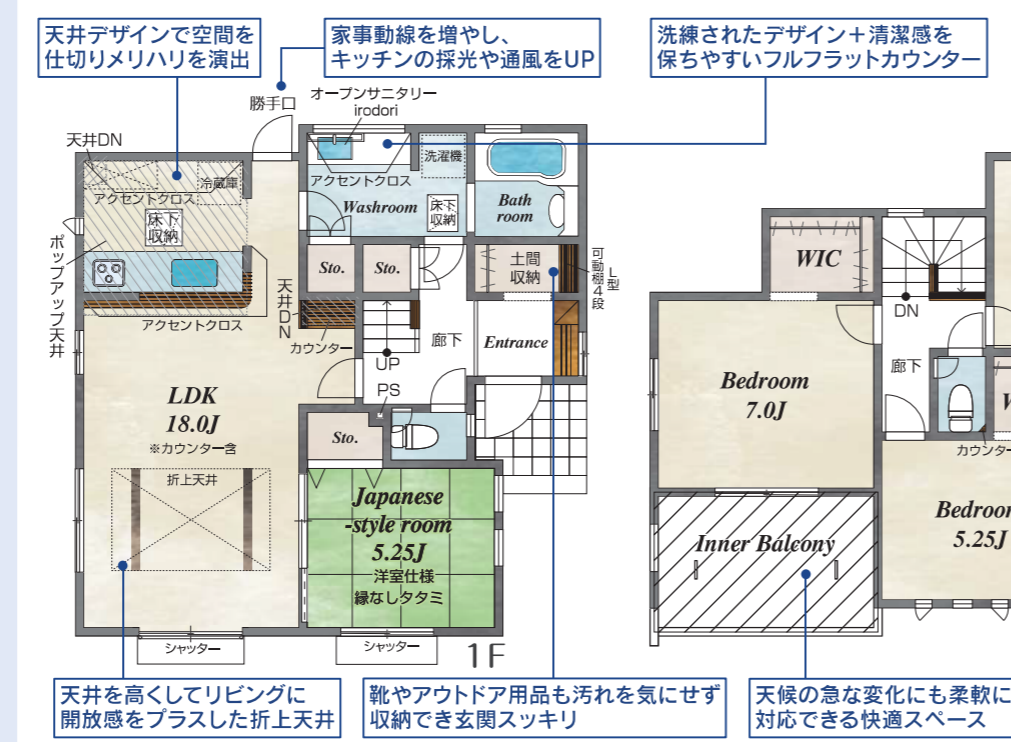 天井デザインで空間を
仕切りメリハリを演出
家事動線を増やし、
キッチンの採光や通風をUP
洗練されたデザイン＋清潔感を
保ちやすいフルフラットカウンター
勝手口
オープンサニタリー
irodori
天井DN
アクセントクロス
冷蔵庫
床下
収納
ポップアップ天井
アクセントクロス
天井DN
カウンター
アクセントクロス
洗濯機
Washroom
床下
収納
Bath
room
Sto.
Sto.
土間
収納
可動棚4段
L型
UP
PS
廊下
Entrance
LDK
18.0J
※カウンター含
折上天井
Sto.
Japanese
-style room
5.25J
洋室仕様
縁なしタタミ
シャッター
シャッター
1F
WIC
DN
廊下
Bedroom
7.0J
W
カウンター
Inner Balcony
Bedroom
5.25J
天井を高くしてリビングに
開放感をプラスした折上天井
靴やアウトドア用品も汚れを気にせず
収納でき玄関スッキリ
天候の急な変化にも柔軟に
対応できる快適スペース